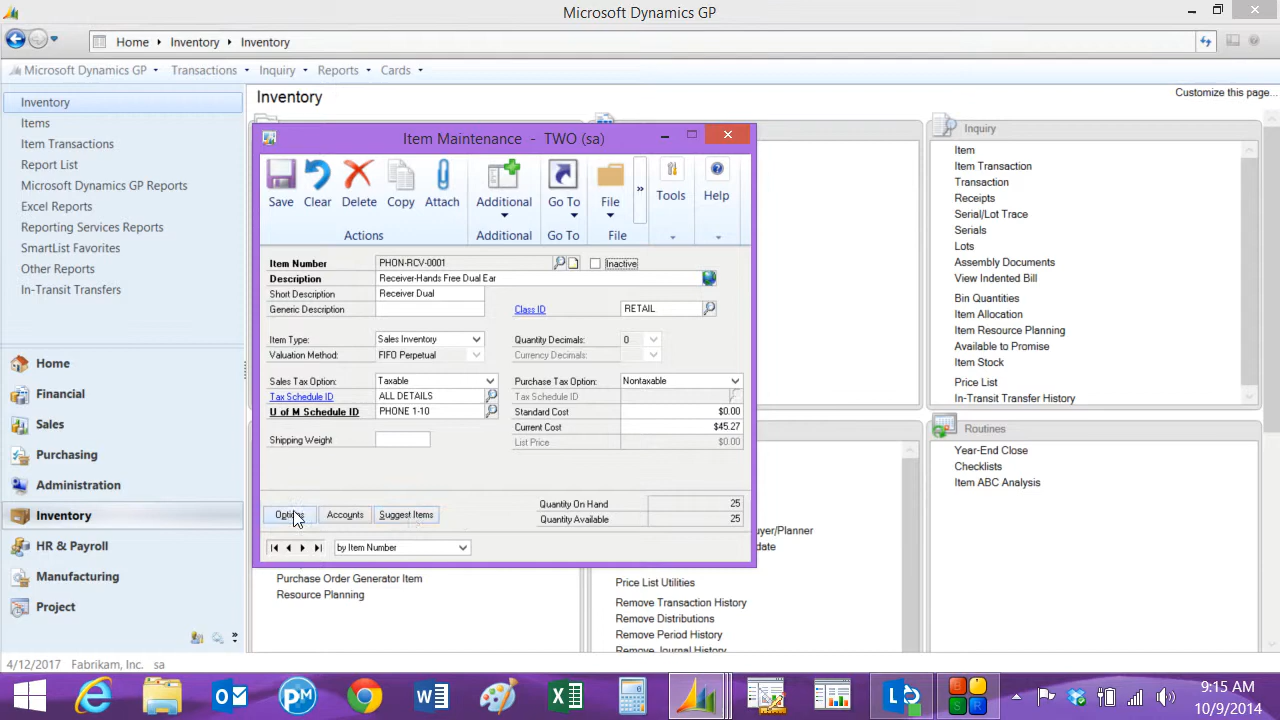 Microsoft Dynamics GP
Home Inventory Inventory
Microsoft Dynamics GP Transactions Inquiry Reports Cards
Inventory
Items
Item Transactions
Report List
Microsoft Dynamics GP Reports
Excel Reports
Reporting Services Reports
SmartList Favorites
Other Reports
In-Transit Transfers
Home
Financial
Sales
Purchasing
Administration
Inventory
HR & Payroll
Manufacturing
Project
Inventory
Customize this page...
Item Maintenance - TWO (sa)
Save Clear Delete Copy Attach Additional Go To File Tools Help
Actions Additional Go To File
Item Number PHON-RCV-0001 Inactive
Description Receiver-Hands Free Dual Ear
Short Description Receiver Dual
Generic Description Class ID RETAIL
Item Type: Sales Inventory Quantity Decimals: 0
Valuation Method: FIFO Perpetual Currency Decimals:
Sales Tax Option: Taxable Purchase Tax Option: Nontaxable
Tax Schedule ID ALL DETAILS Tax Schedule ID
U of M Schedule ID PHONE 1-10 Standard Cost $0.00
Current Cost $45.27
Shipping Weight List Price $0.00
Quantity On Hand 25
Options Accounts Suggest Items Quantity Available 25
by Item Number
Purchase Order Generator Item
Resource Planning
Price List Utilities
Remove Transaction History
Remove Distributions
Remove Period History
Remove Journal History
Inquiry
Item
Item Transaction
Transaction
Receipts
Serial/Lot Trace
Serials
Lots
Assembly Documents
View Indented Bill
Bin Quantities
Item Allocation
Item Resource Planning
Available to Promise
Item Stock
Price List
In-Transit Transfer History
Routines
Year-End Close
Checklists
Item ABC Analysis
4/12/2017 Fabrikam, Inc. sa
9:15 AM
10/9/2014